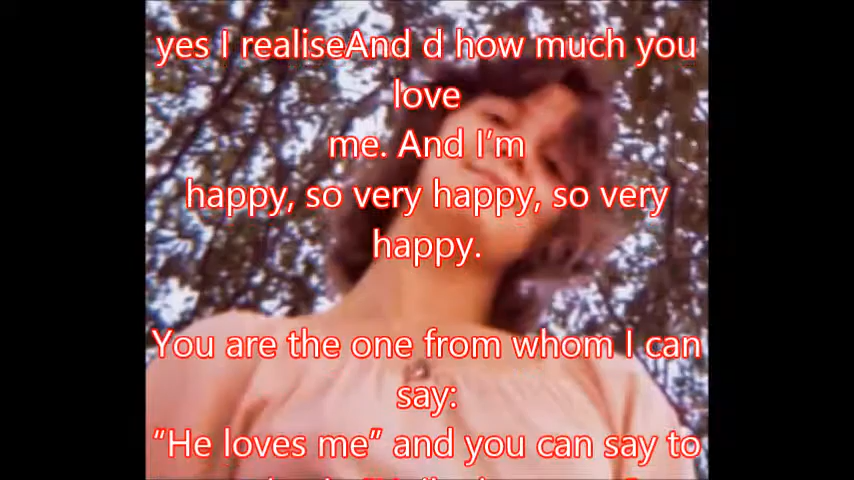 yes I realiseAnd d how much you
love
me. And I’m
happy, so very happy, so very
happy.
You are the one from whom I can
say:
“He loves me” and you can say to